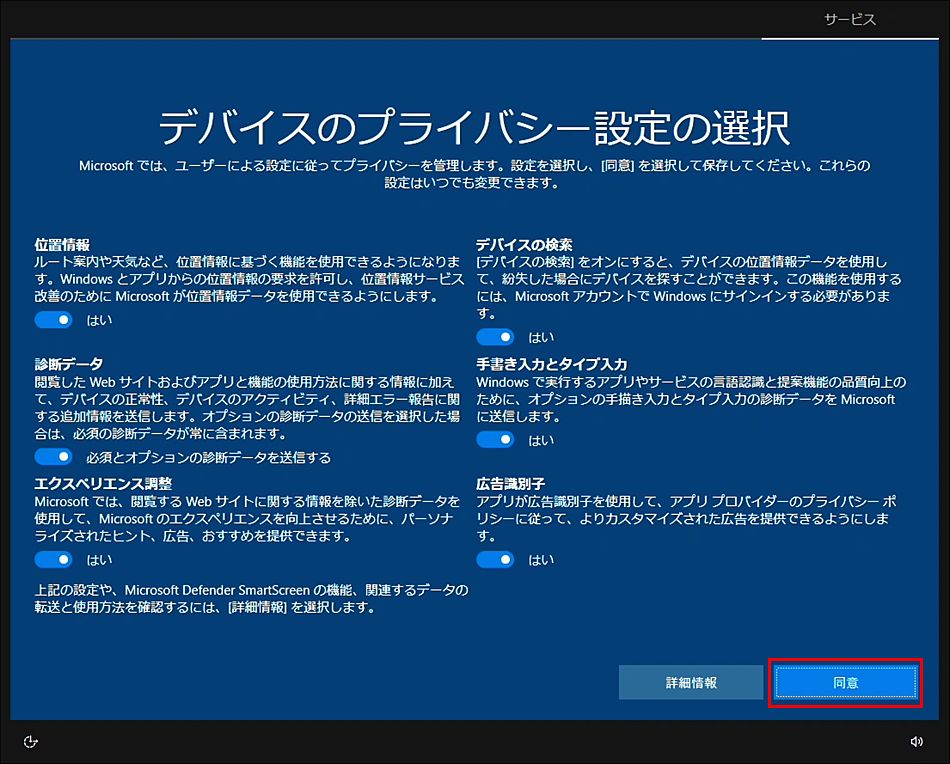 サービス
デバイスのプライバシー設定の選択
Microsoft では、ユーザーによる設定に従ってプライバシーを管理します。設定を選択し、[同意] を選択して保存してください。これらの
設定はいつでも変更できます。
位置情報
ルート案内や天気など、位置情報に基づく機能を使用できるようになりま
す。Windows とアプリからの位置情報の要求を許可し、位置情報サービス
改善のために Microsoft が位置情報データを使用できるようにします。
はい
診断データ
閲覧した Web サイトおよびアプリと機能の使用方法に関する情報に加え
て、デバイスの正常性、デバイスのアクティビティ、詳細エラー報告に関
する追加情報を送信します。オプションの診断データの送信を選択した場
合は、必須の診断データが常に含まれます。
必須とオプションの診断データを送信する
エクスペリエンス調整
Microsoft では、閲覧する Web サイトに関する情報を除いた診断データを
使用して、Microsoft のエクスペリエンスを向上させるために、パーソナ
ライズされたヒント、広告、おすすめを提供できます。
はい
上記の設定や、Microsoft Defender SmartScreen の機能、関連するデータの
転送と使用方法を確認するには、[詳細情報] を選択します。
デバイスの検索
[デバイスの検索] をオンにすると、デバイスの位置情報データを使用し
て、紛失した場合にデバイスを探すことができます。この機能を使用する
には、Microsoft アカウントで Windows にサインインする必要がありま
す。
はい
手書き入力とタイプ入力
Windows で実行するアプリやサービスの言語認識と提案機能の品質向上の
ために、オプションの手描き入力とタイプ入力の診断データを Microsoft
に送信します。
はい
広告識別子
アプリが広告識別子を使用して、アプリ プロバイダーのプライバシー ポ
リシーに従って、よりカスタマイズされた広告を提供できるようにしま
す。
はい
詳細情報
同意